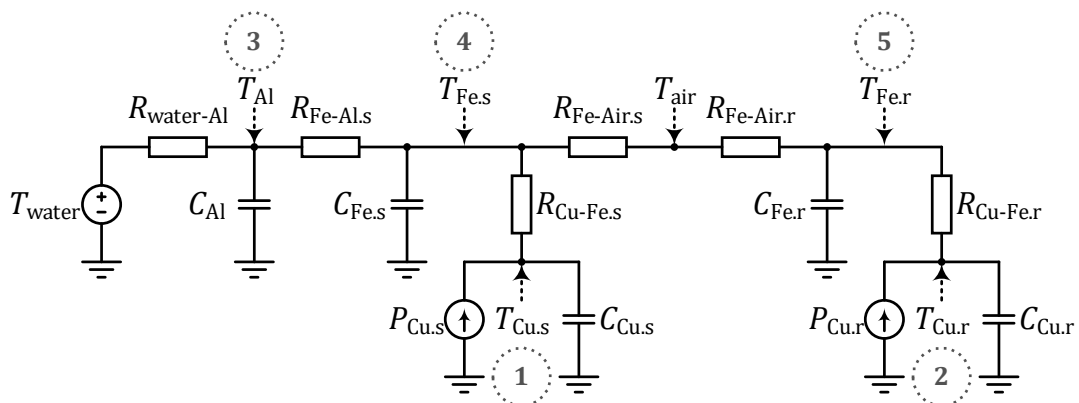 3
4
5
T_Al
T_Fe.s
T_air
T_Fe.r
R_water-Al
R_Fe-Al.s
R_Fe-Air.s
R_Fe-Air.r
T_water
+
−
C_Al
C_Fe.s
R_Cu-Fe.s
C_Fe.r
R_Cu-Fe.r
P_Cu.s
T_Cu.s
C_Cu.s
P_Cu.r
T_Cu.r
C_Cu.r
1
2